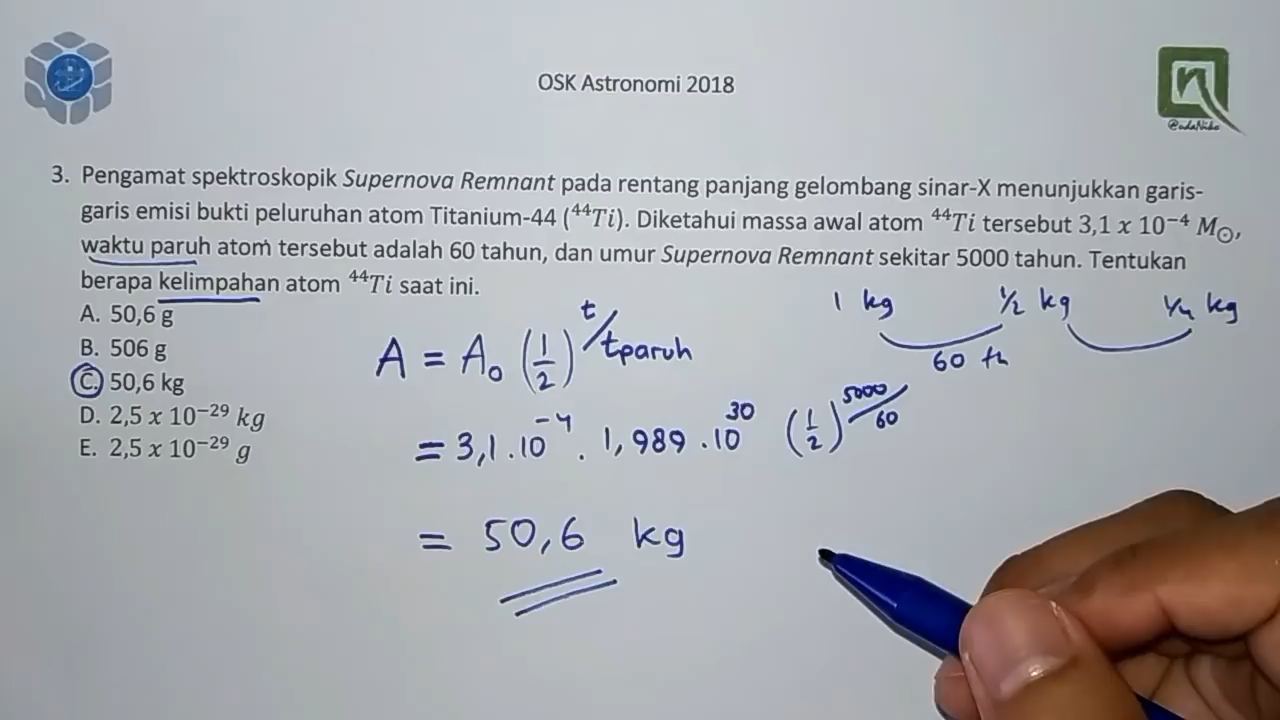 OSK Astronomi 2018
@adaNiko
3. Pengamat spektroskopik Supernova Remnant pada rentang panjang gelombang sinar-X menunjukkan garis-
garis emisi bukti peluruhan atom Titanium-44 (⁴⁴Ti). Diketahui massa awal atom ⁴⁴Ti tersebut 3,1 x 10⁻⁴ M☉,
waktu paruh atom tersebut adalah 60 tahun, dan umur Supernova Remnant sekitar 5000 tahun. Tentukan
berapa kelimpahan atom ⁴⁴Ti saat ini.
A. 50,6 g
B. 506 g
C. 50,6 kg
D. 2,5 x 10⁻²⁹ kg
E. 2,5 x 10⁻²⁹ g
1 kg ½ kg ¼ kg
60 th
A = A₀ (1/2)^(t/tparuh)
= 3,1 . 10⁻⁴ . 1,989 . 10³⁰ (1/2)^(5000/60)
= 50,6 kg